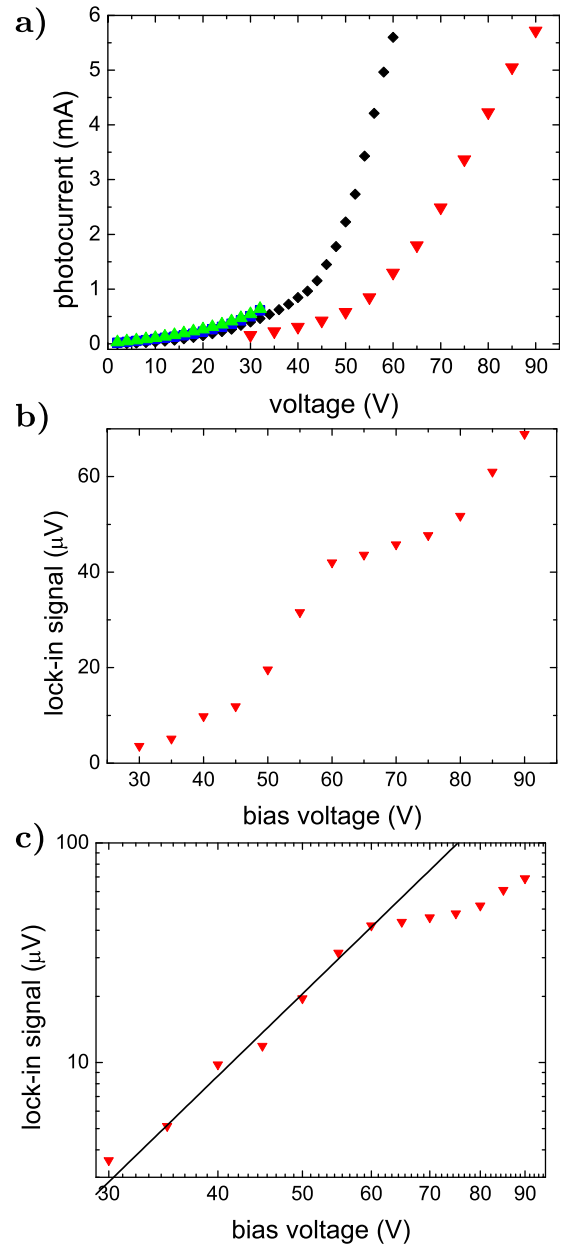 a)
photocurrent (mA)
6
5
4
3
2
1
0
0 10 20 30 40 50 60 70 80 90
voltage (V)
b)
lock-in signal (μV)
60
40
20
0
30 40 50 60 70 80 90
bias voltage (V)
c)
lock-in signal (μV)
100
10
30 40 50 60 70 80 90
bias voltage (V)